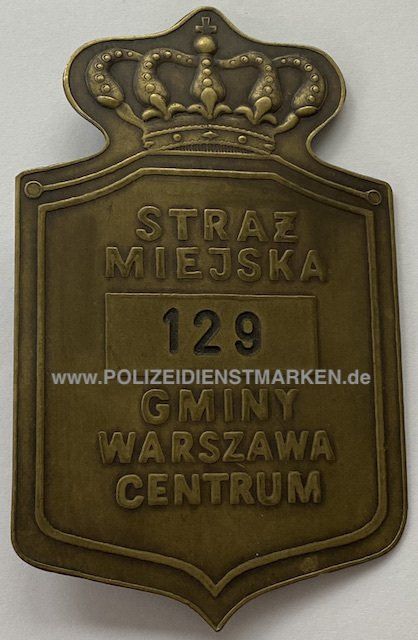 STRAŻ
MIEJSKA
129
www.POLIZEIDIENSTMARKEN.de
GMINY
WARSZAWA
CENTRUM